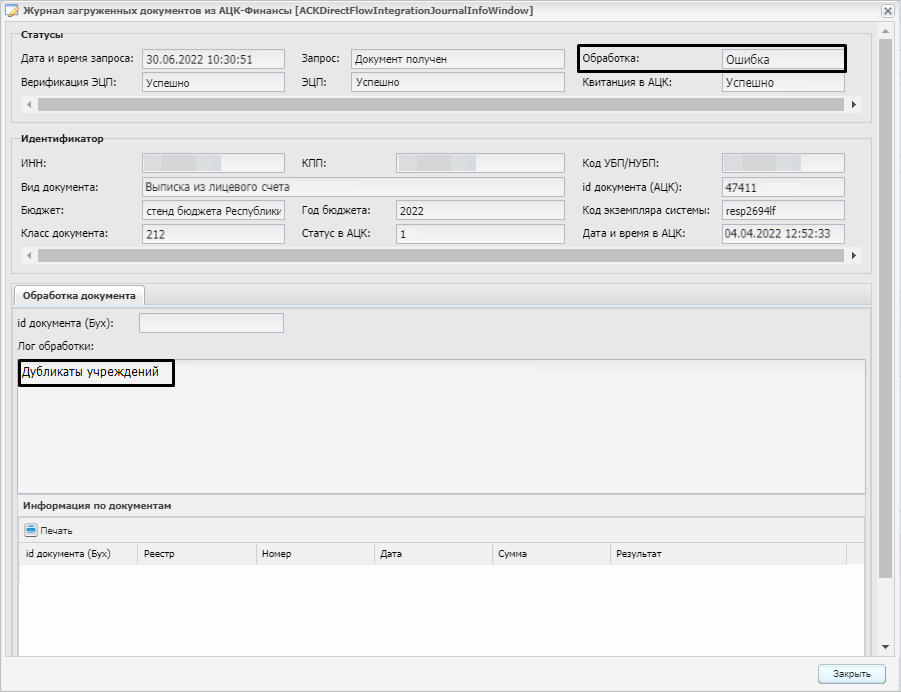 Журнал загруженных документов из АЦК-Финансы [ACKDirectFlowIntegrationJournalInfoWindow]
Статусы
Дата и время запроса: 30.06.2022 10:30:51 Запрос: Документ получен Обработка: Ошибка
Верификация ЭЦП: Успешно ЭЦП: Успешно Квитанция в АЦК: Успешно
Идентификатор
ИНН: КПП: Код УБП/НУБП:
Вид документа: Выписка из лицевого счета id документа (АЦК): 47411
Бюджет: стенд бюджета Республики Год бюджета: 2022 Код экземпляра системы: resp2694lf
Класс документа: 212 Статус в АЦК: 1 Дата и время в АЦК: 04.04.2022 12:52:33
Обработка документа
id документа (Бух):
Лог обработки:
Дубликаты учреждений
Информация по документам
Печать
id документа (Бух) Реестр Номер Дата Сумма Результат
Закрыть